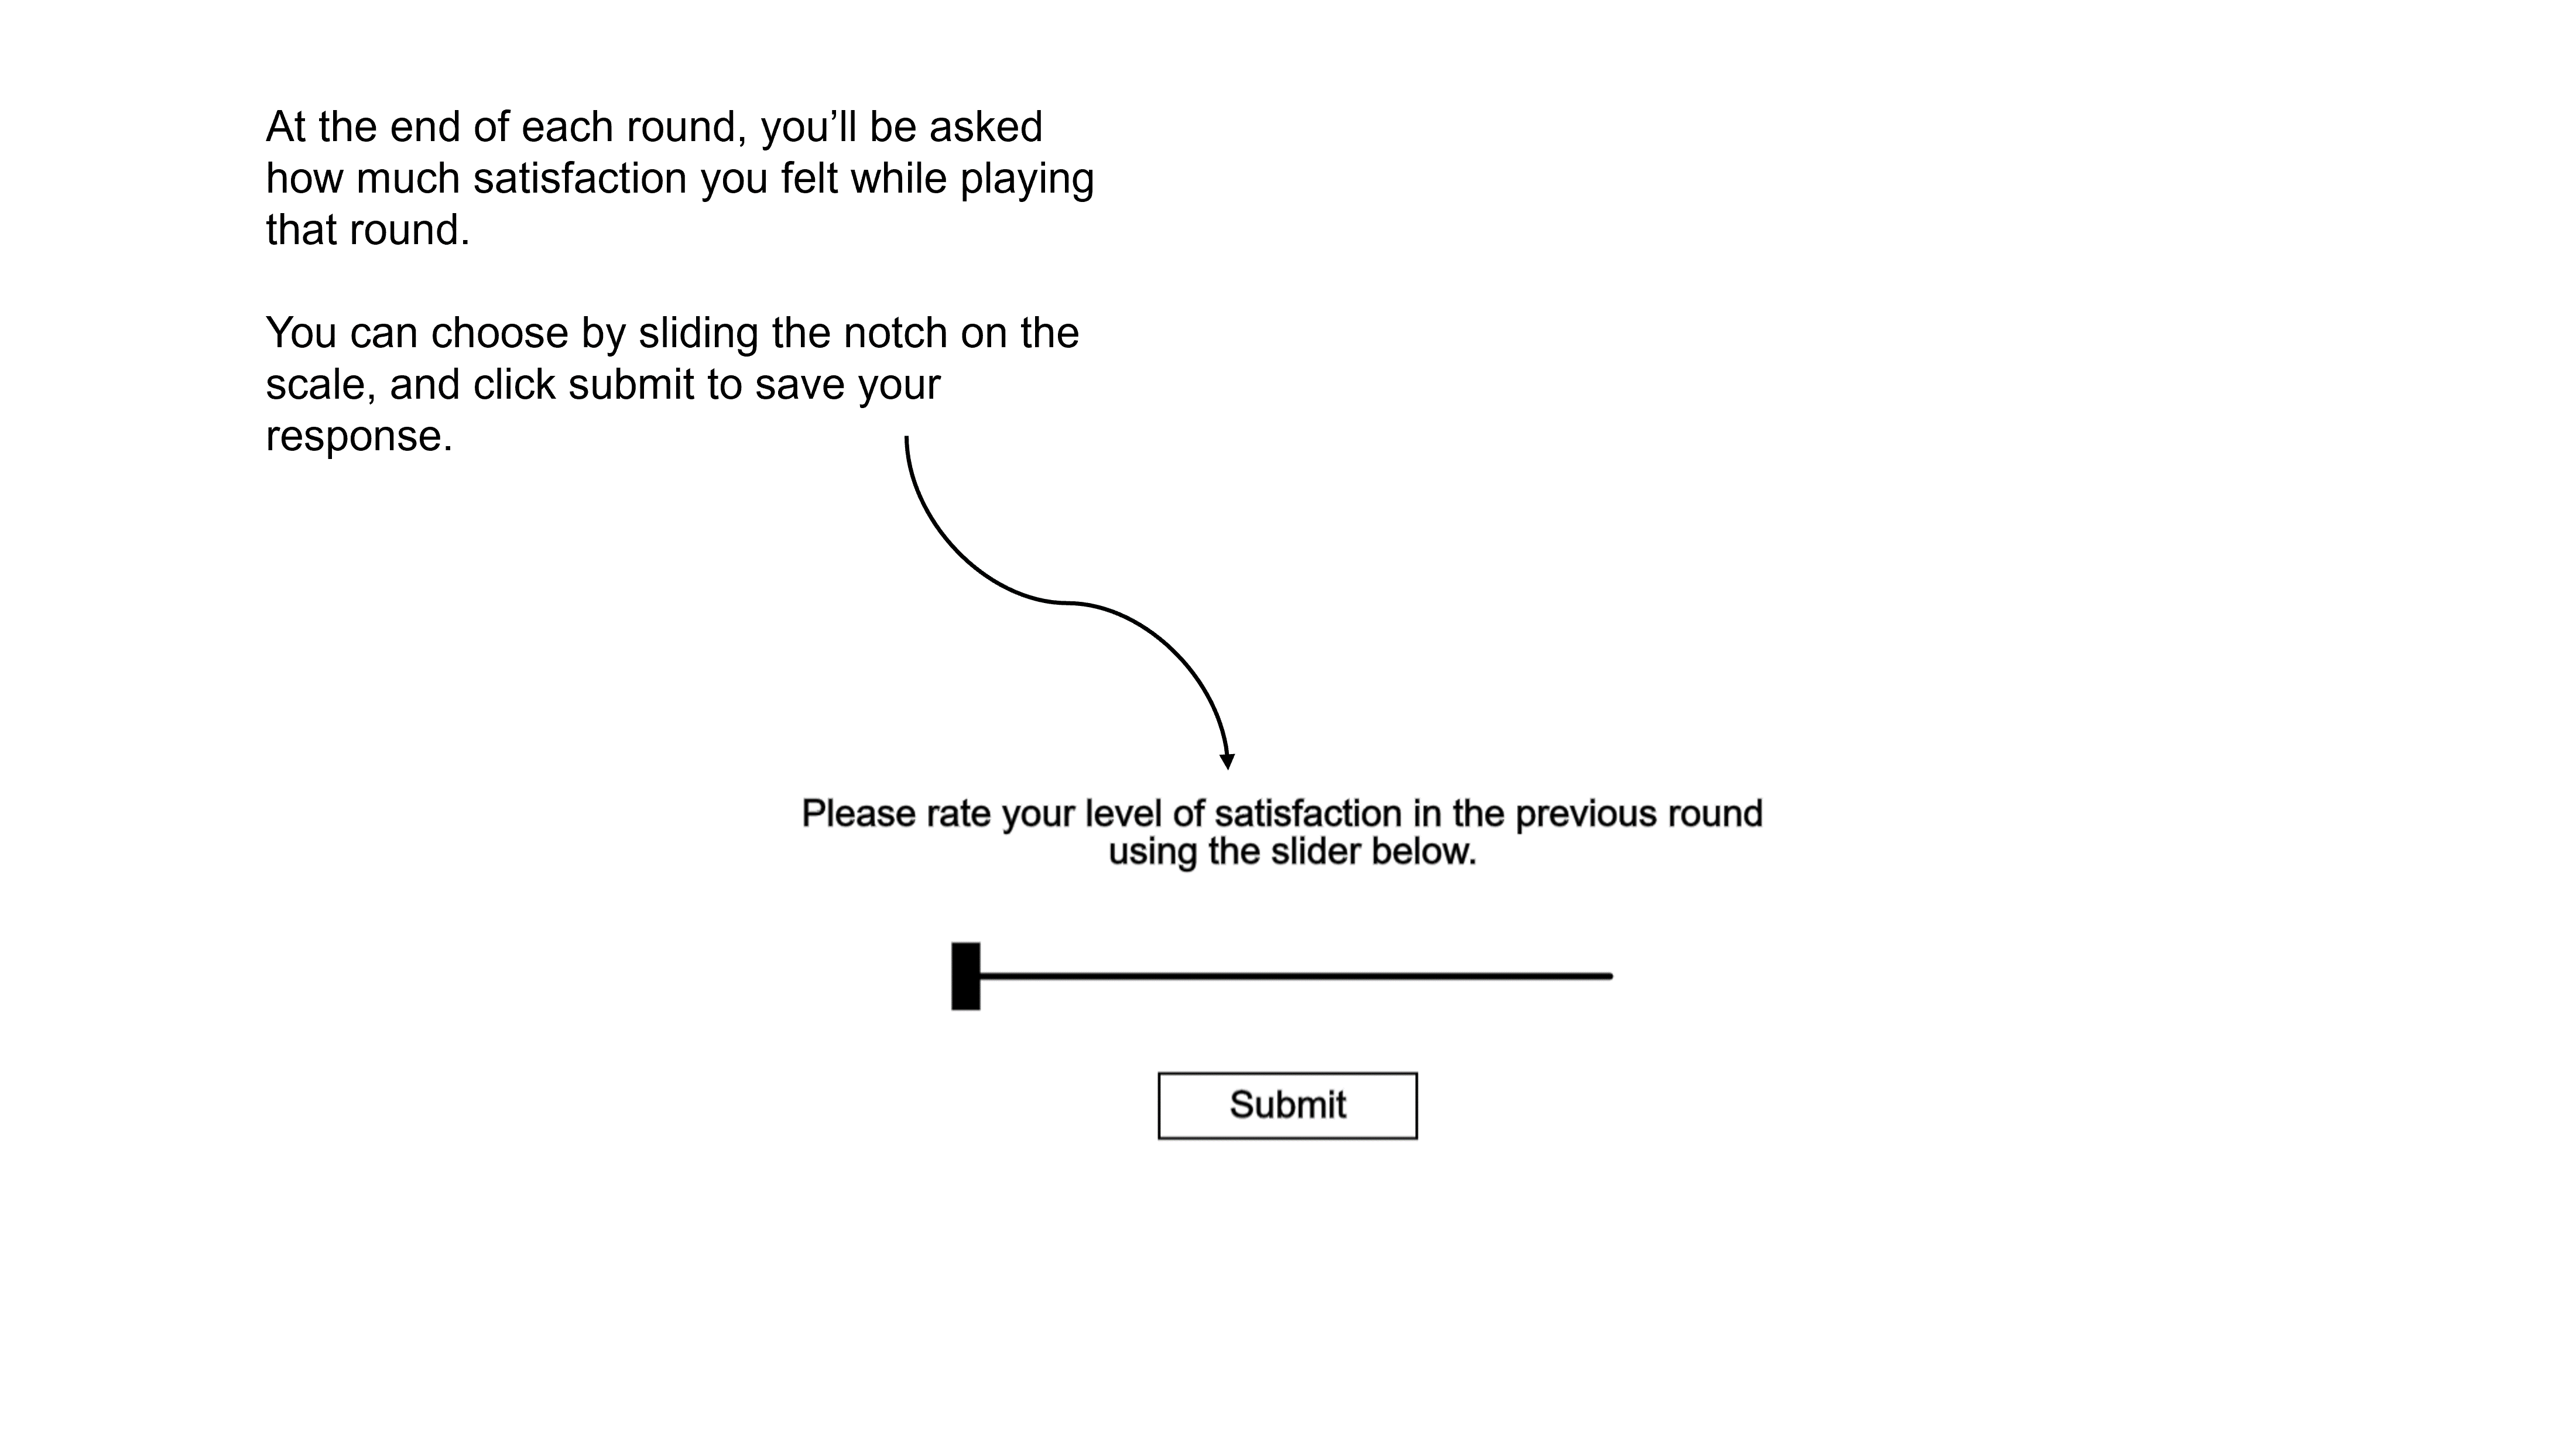 At the end of each round, you’ll be asked
how much satisfaction you felt while playing
that round.
You can choose by sliding the notch on the
scale, and click submit to save your
response.
Please rate your level of satisfaction in the previous round
using the slider below.
Submit